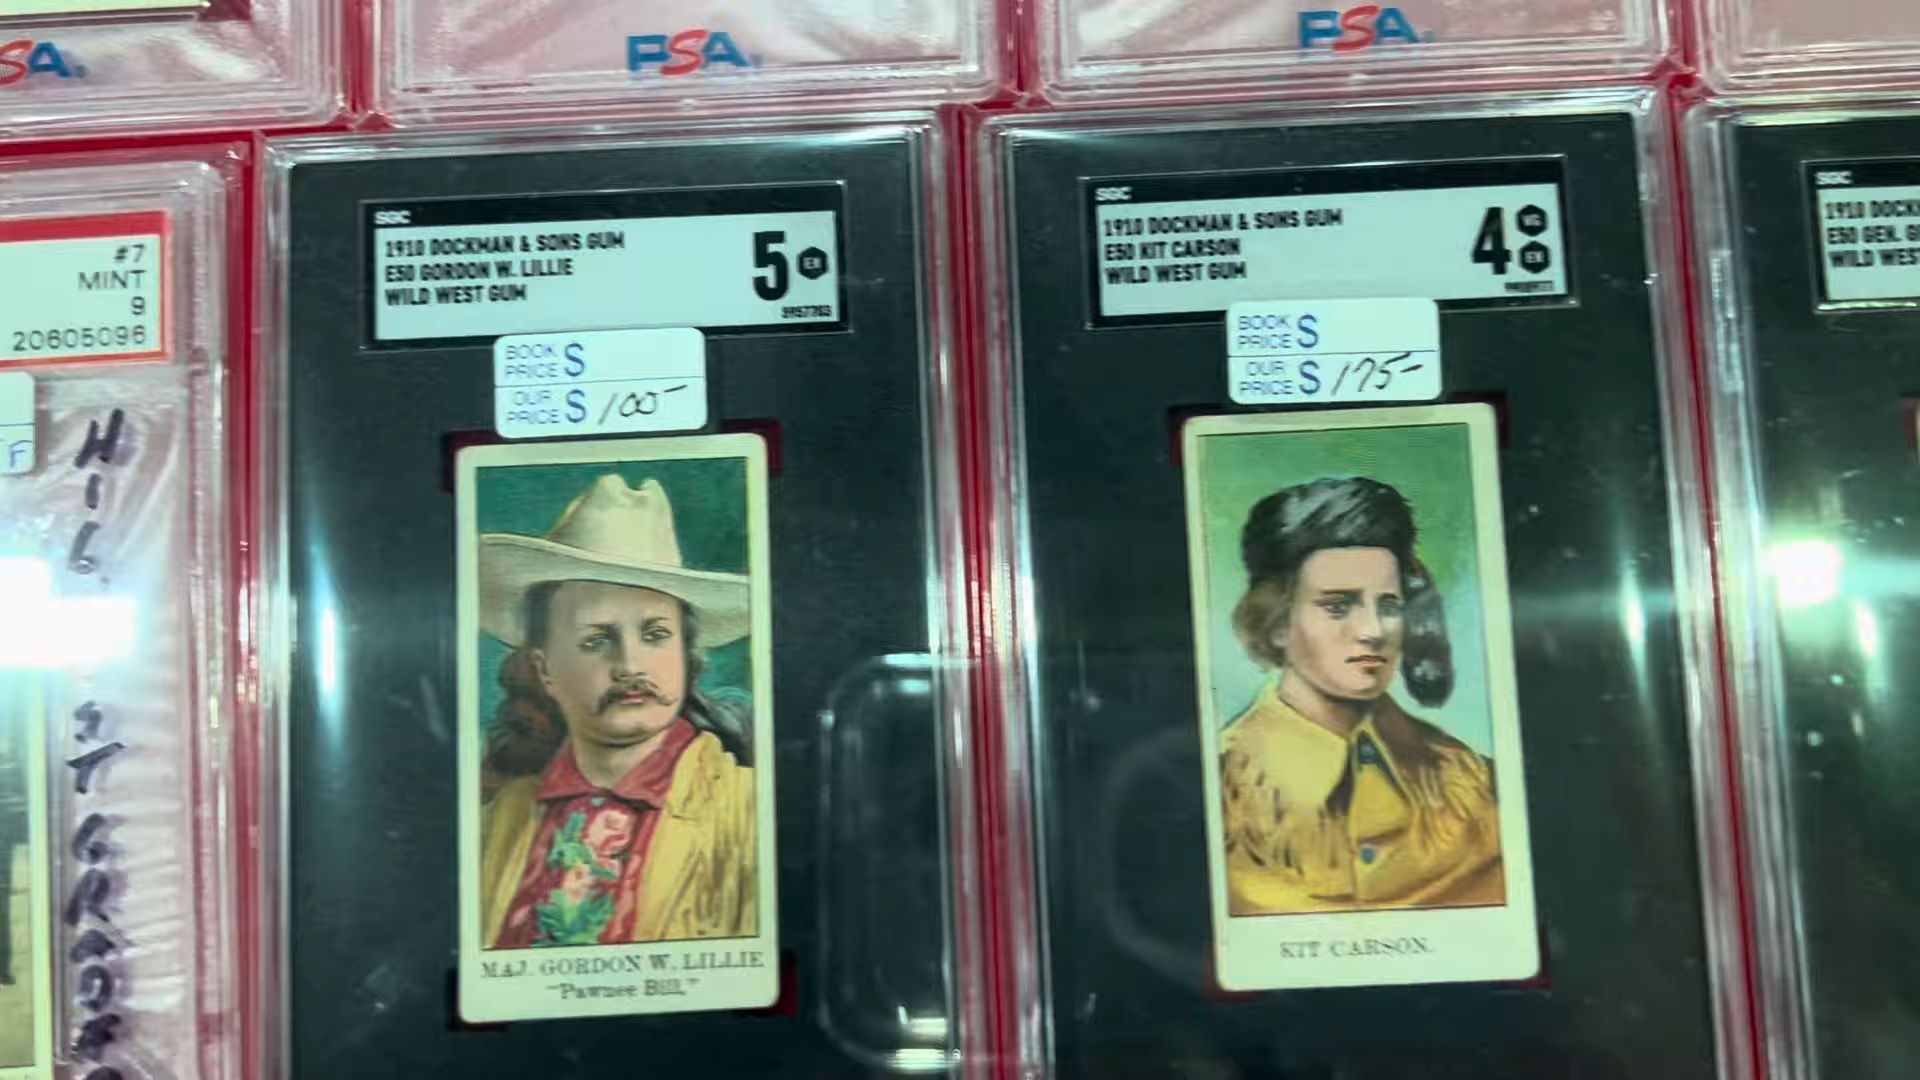 PSA
PSA
PSA
#7
MINT
9
20605096
F
SGC
1910 DOCKMAN & SONS GUM
E50 GORDON W. LILLIE
WILD WEST GUM
5 EX
3957703
BOOK PRICE $
OUR PRICE $ 100-
MAJ. GORDON W. LILLIE
"Pawnee Bill."
SGC
1910 DOCKMAN & SONS GUM
E50 KIT CARSON
WILD WEST GUM
4 VG EX
BOOK PRICE $
OUR PRICE $ 175-
KIT CARSON.
SGC
1910 DOCK
E50 GEN. G
WILD WES